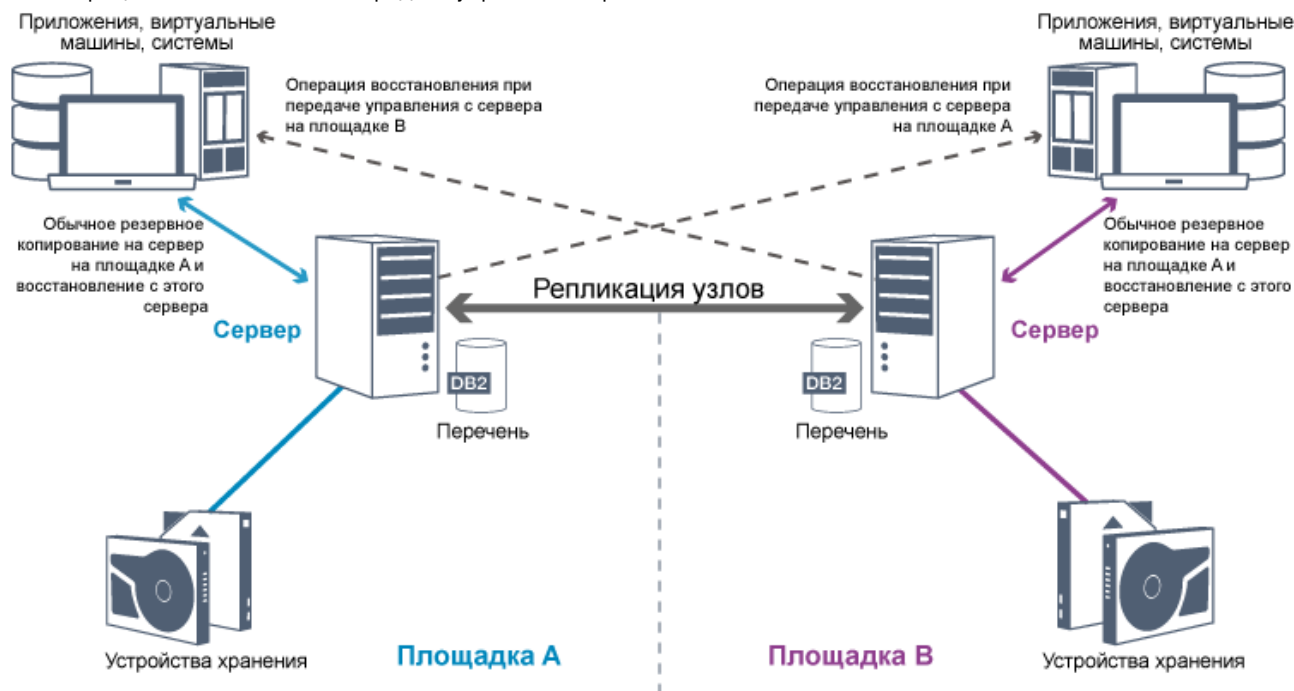 Приложения, виртуальные
машины, системы
Приложения, виртуальные
машины, системы
Операция восстановления при
передаче управления с сервера
на площадке B
Операция восстановления при
передаче управления с сервера
на площадке A
Обычное резервное
копирование на сервер
на площадке A и
восстановление с этого
сервера
Обычное резервное
копирование на сервер
на площадке A и
восстановление с этого
сервера
Репликация узлов
Сервер
Сервер
DB2
DB2
Перечень
Перечень
Устройства хранения
Площадка A
Площадка B
Устройства хранения